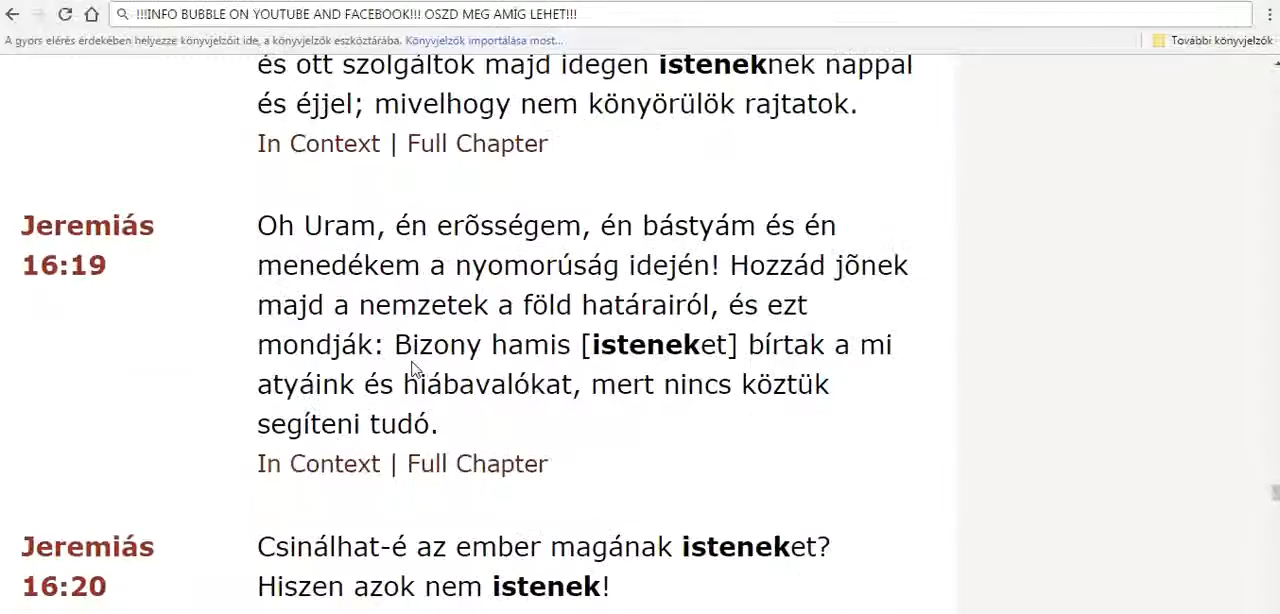 !!!INFO BUBBLE ON YOUTUBE AND FACEBOOK!!! OSZD MEG AMÍG LEHET!!!
A gyors elérés érdekében helyezze könyvjelzőit ide, a könyvjelzők eszköztárába. Könyvjelzők importálása most...
További könyvjelzők
és ott szolgáltok majd idegen isteneknek nappal
és éjjel; mivelhogy nem könyörülök rajtatok.
In Context | Full Chapter
Jeremiás
16:19
Oh Uram, én erõsségem, én bástyám és én
menedékem a nyomorúság idején! Hozzád jõnek
majd a nemzetek a föld határairól, és ezt
mondják: Bizony hamis [isteneket] bírtak a mi
atyáink és hiábavalókat, mert nincs köztük
segíteni tudó.
In Context | Full Chapter
Jeremiás
16:20
Csinálhat-é az ember magának isteneket?
Hiszen azok nem istenek!